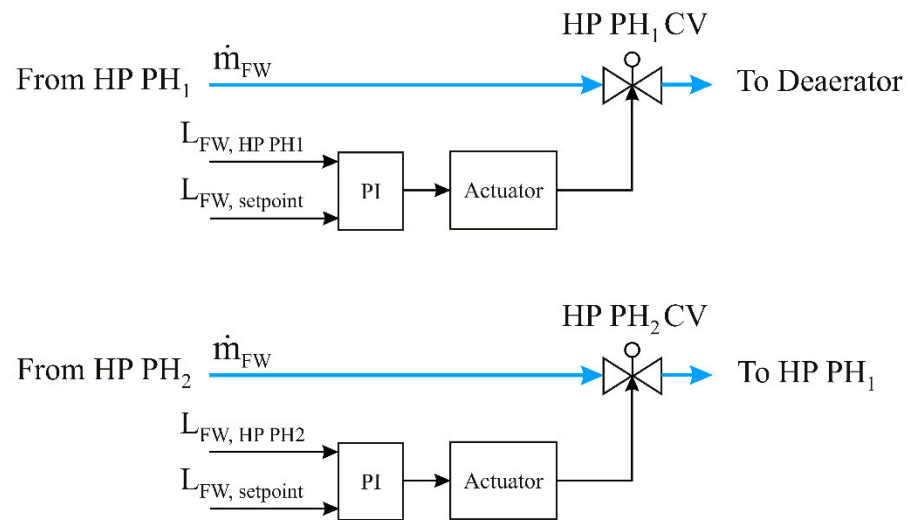 HP PH₁ CV
ṁ_FW
From HP PH₁
To Deaerator
L_FW, HP PH1
PI
Actuator
L_FW, setpoint
HP PH₂ CV
ṁ_FW
From HP PH₂
To HP PH₁
L_FW, HP PH2
PI
Actuator
L_FW, setpoint